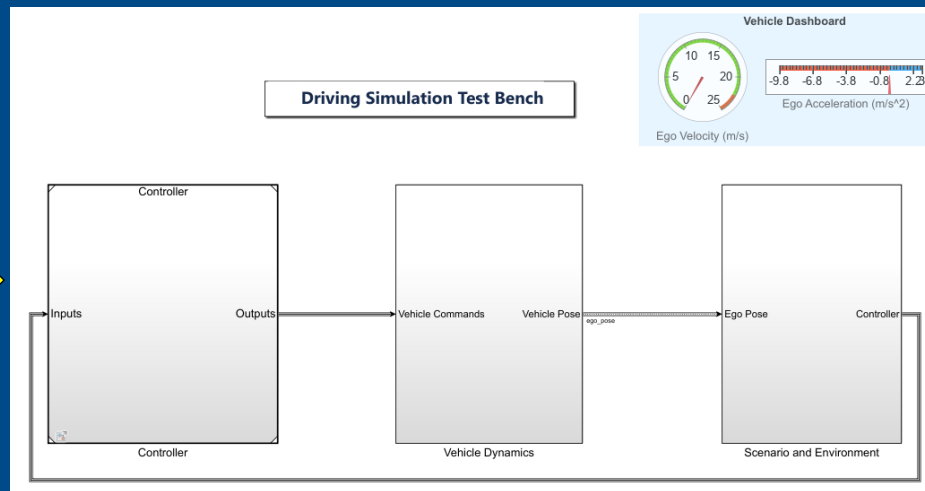 Vehicle Dashboard
0 5 10 15 20 25
Ego Velocity (m/s)
-9.8 -6.8 -3.8 -0.8 2.2
Ego Acceleration (m/s^2)
Driving Simulation Test Bench
Controller
Inputs
Outputs
Controller
Vehicle Commands
Vehicle Pose
ego_pose
Vehicle Dynamics
Ego Pose
Controller
Scenario and Environment